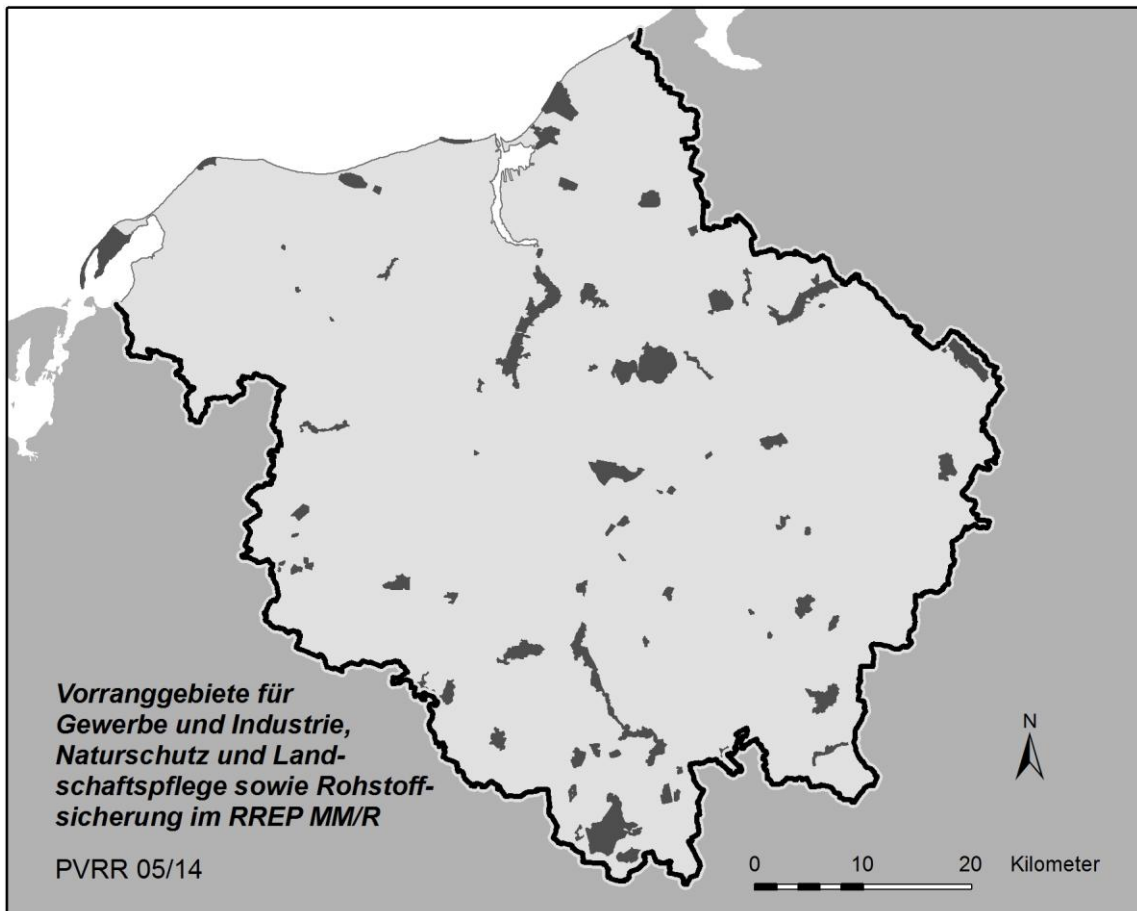 Vorranggebiete für
Gewerbe und Industrie,
Naturschutz und Land-
schaftspflege sowie Rohstoff-
sicherung im RREP MM/R
PVRR 05/14
N
0 10 20 Kilometer